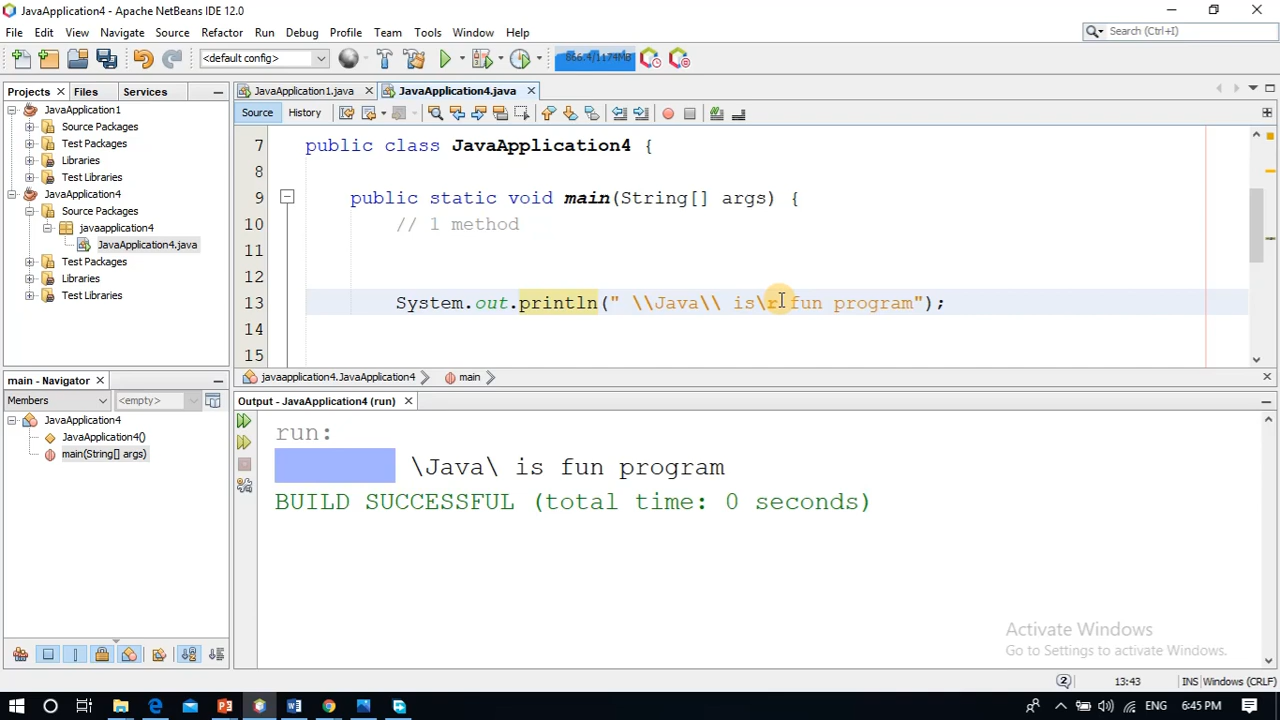 JavaApplication4 - Apache NetBeans IDE 12.0
File Edit View Navigate Source Refactor Run Debug Profile Team Tools Window Help
Search (Ctrl+I)
<default config>
866.4/1174MB
Projects Files Services
JavaApplication1.java JavaApplication4.java
Source History
JavaApplication1
Source Packages
Test Packages
Libraries
Test Libraries
JavaApplication4
Source Packages
javaapplication4
JavaApplication4.java
Test Packages
Libraries
Test Libraries
7 public class JavaApplication4 {
8
9 public static void main(String[] args) {
10 // 1 method
11
12
13 System.out.println(" \\Java\\ is\r fun program");
14
15
javaapplication4.JavaApplication4 main
main - Navigator
Members <empty>
JavaApplication4
JavaApplication4()
main(String[] args)
Output - JavaApplication4 (run)
run:
\Java\ is fun program
BUILD SUCCESSFUL (total time: 0 seconds)
Activate Windows
Go to Settings to activate Windows.
2 13:43 INS Windows (CRLF)
ENG 6:45 PM